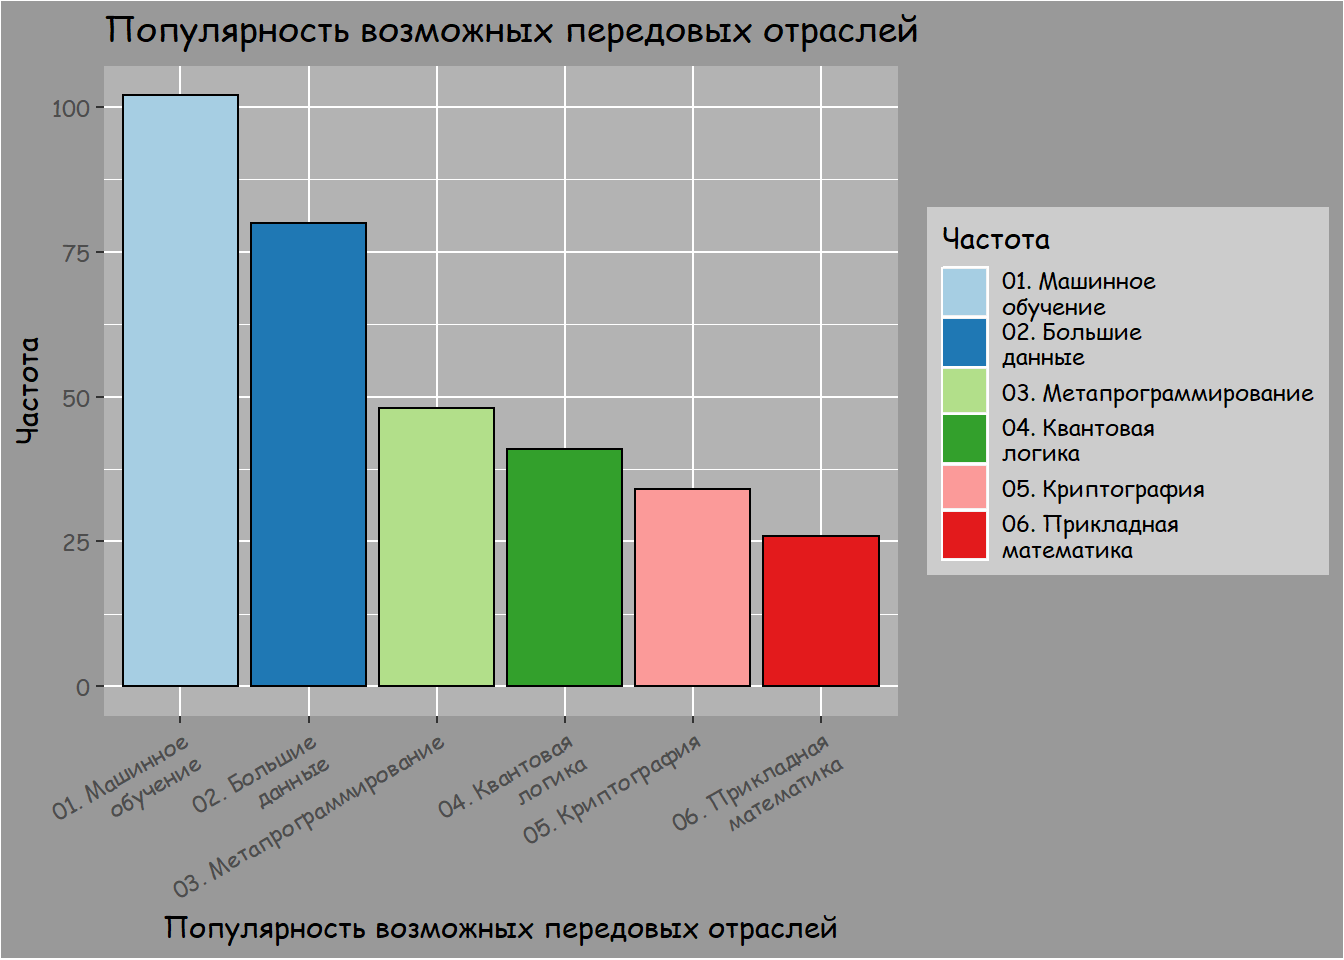 Популярность возможных передовых отраслей
100
75
50
25
0
Частота
01. Машинное
обучение
02. Большие
данные
03. Метапрограммирование
04. Квантовая
логика
05. Криптография
06. Прикладная
математика
Популярность возможных передовых отраслей
Частота
01. Машинное
обучение
02. Большие
данные
03. Метапрограммирование
04. Квантовая
логика
05. Криптография
06. Прикладная
математика